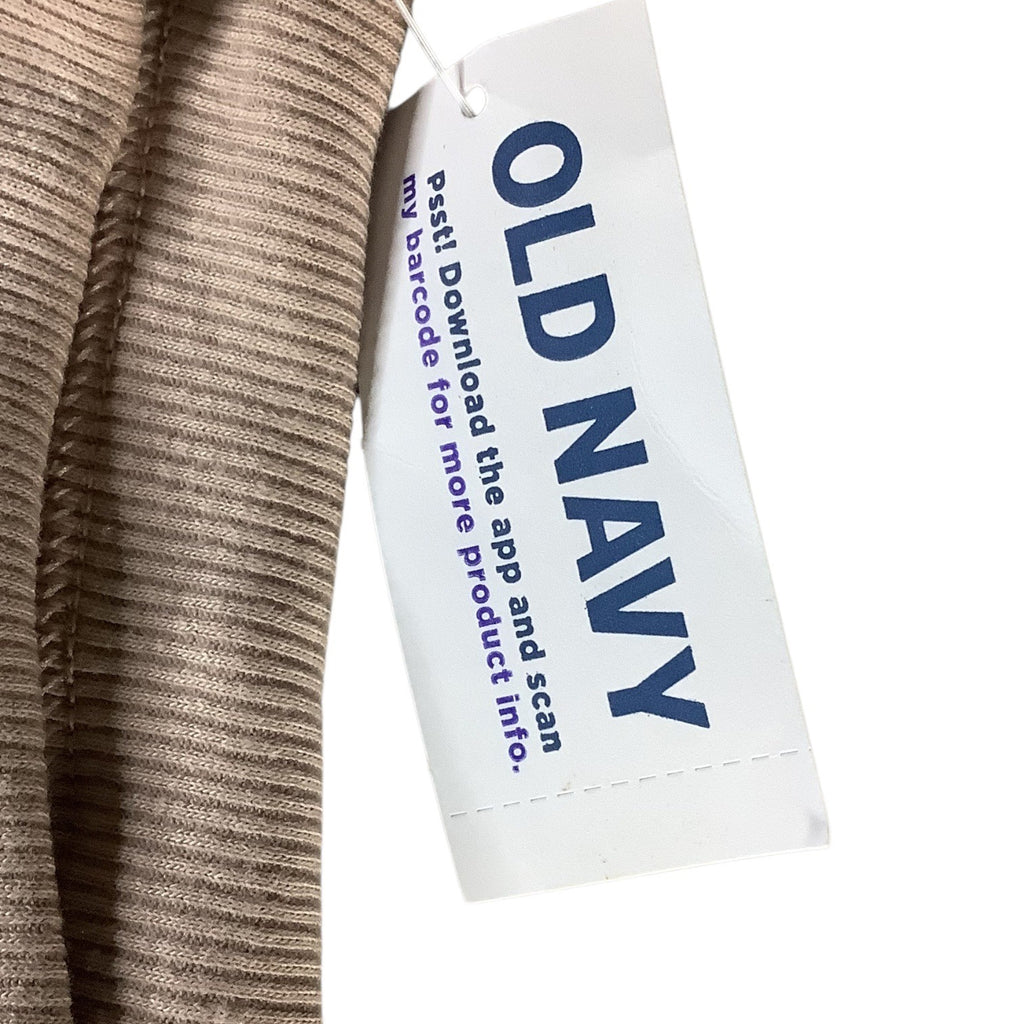 OLD NAVY
Psst! Download the app and scan
my barcode for more product info.